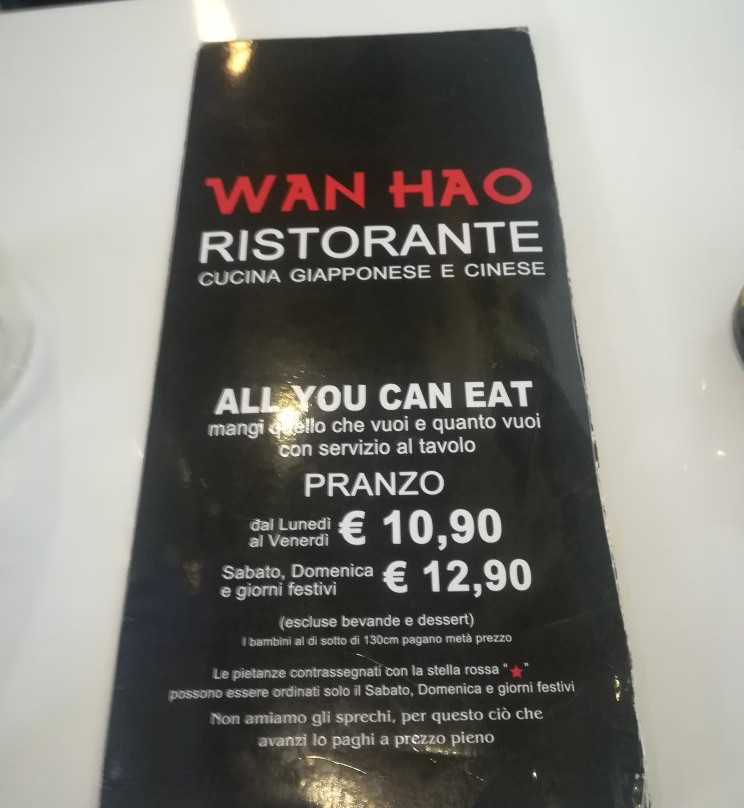 WAN HAO
RISTORANTE
CUCINA GIAPPONESE E CINESE
ALL YOU CAN EAT
mangi quello che vuoi e quanto vuoi
con servizio al tavolo
PRANZO
dal Lunedì
al Venerdì € 10,90
Sabato, Domenica
e giorni festivi € 12,90
(escluse bevande e dessert)
I bambini al di sotto di 130cm pagano metà prezzo
Le pietanze contrassegnati con la stella rossa "★"
possono essere ordinati solo il Sabato, Domenica e giorni festivi
Non amiamo gli sprechi, per questo ciò che
avanzi lo paghi a prezzo pieno